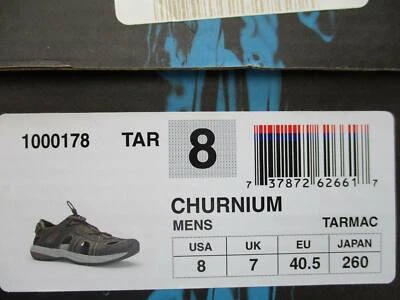 1000178 TAR 8
7 37872 62661 7
CHURNIUM
MENS TARMAC
USA UK EU JAPAN
8 7 40.5 260